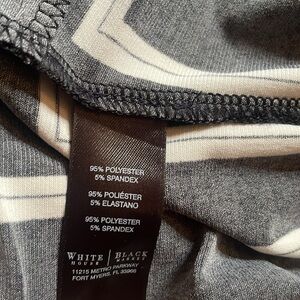 95% POLYESTER
5% SPANDEX
95% POLIÉSTER
5% ELASTANO
95% POLYESTER
5% SPANDEX
WHITE | BLACK
HOUSE | MARKET
11215 METRO PARKWAY
FORT MYERS, FL 33966